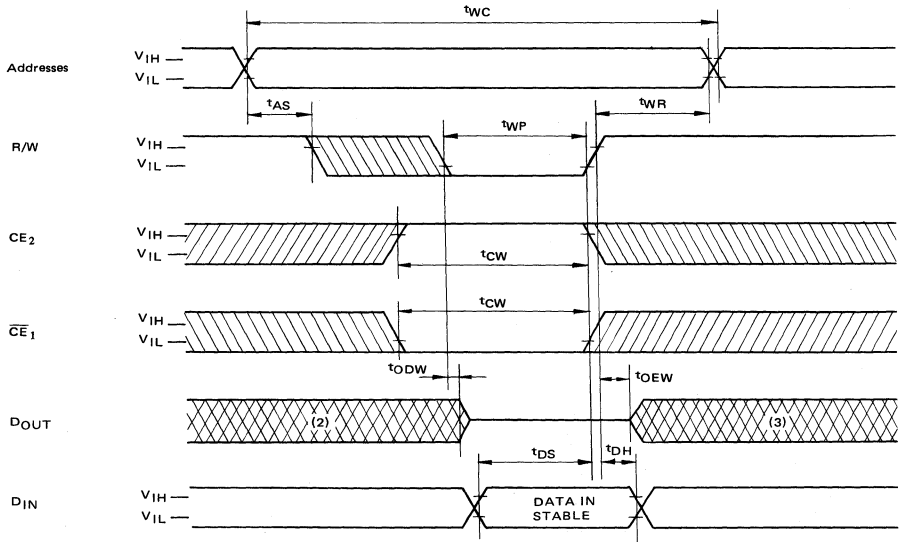 tWC
Addresses
VIH
VIL
tAS
tWR
tWP
R/W
VIH
VIL
CE2
VIH
VIL
tCW
tCW
CE1
VIH
VIL
tODW
tOEW
DOUT
(2)
(3)
tDS
tDH
DIN
VIH
VIL
DATA IN
STABLE